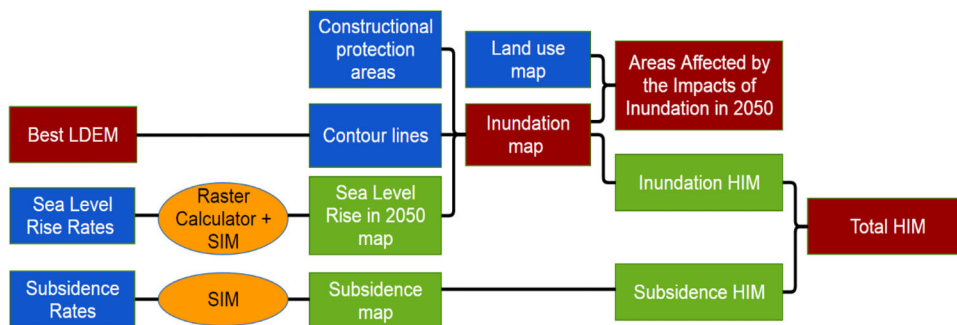 Constructional
protection
areas
Land use
map
Areas Affected by
the Impacts of
Inundation in 2050
Best LDEM
Contour lines
Inundation
map
Sea Level
Rise Rates
Raster
Calculator +
SIM
Sea Level
Rise in 2050
map
Inundation HIM
Total HIM
Subsidence
Rates
SIM
Subsidence
map
Subsidence HIM